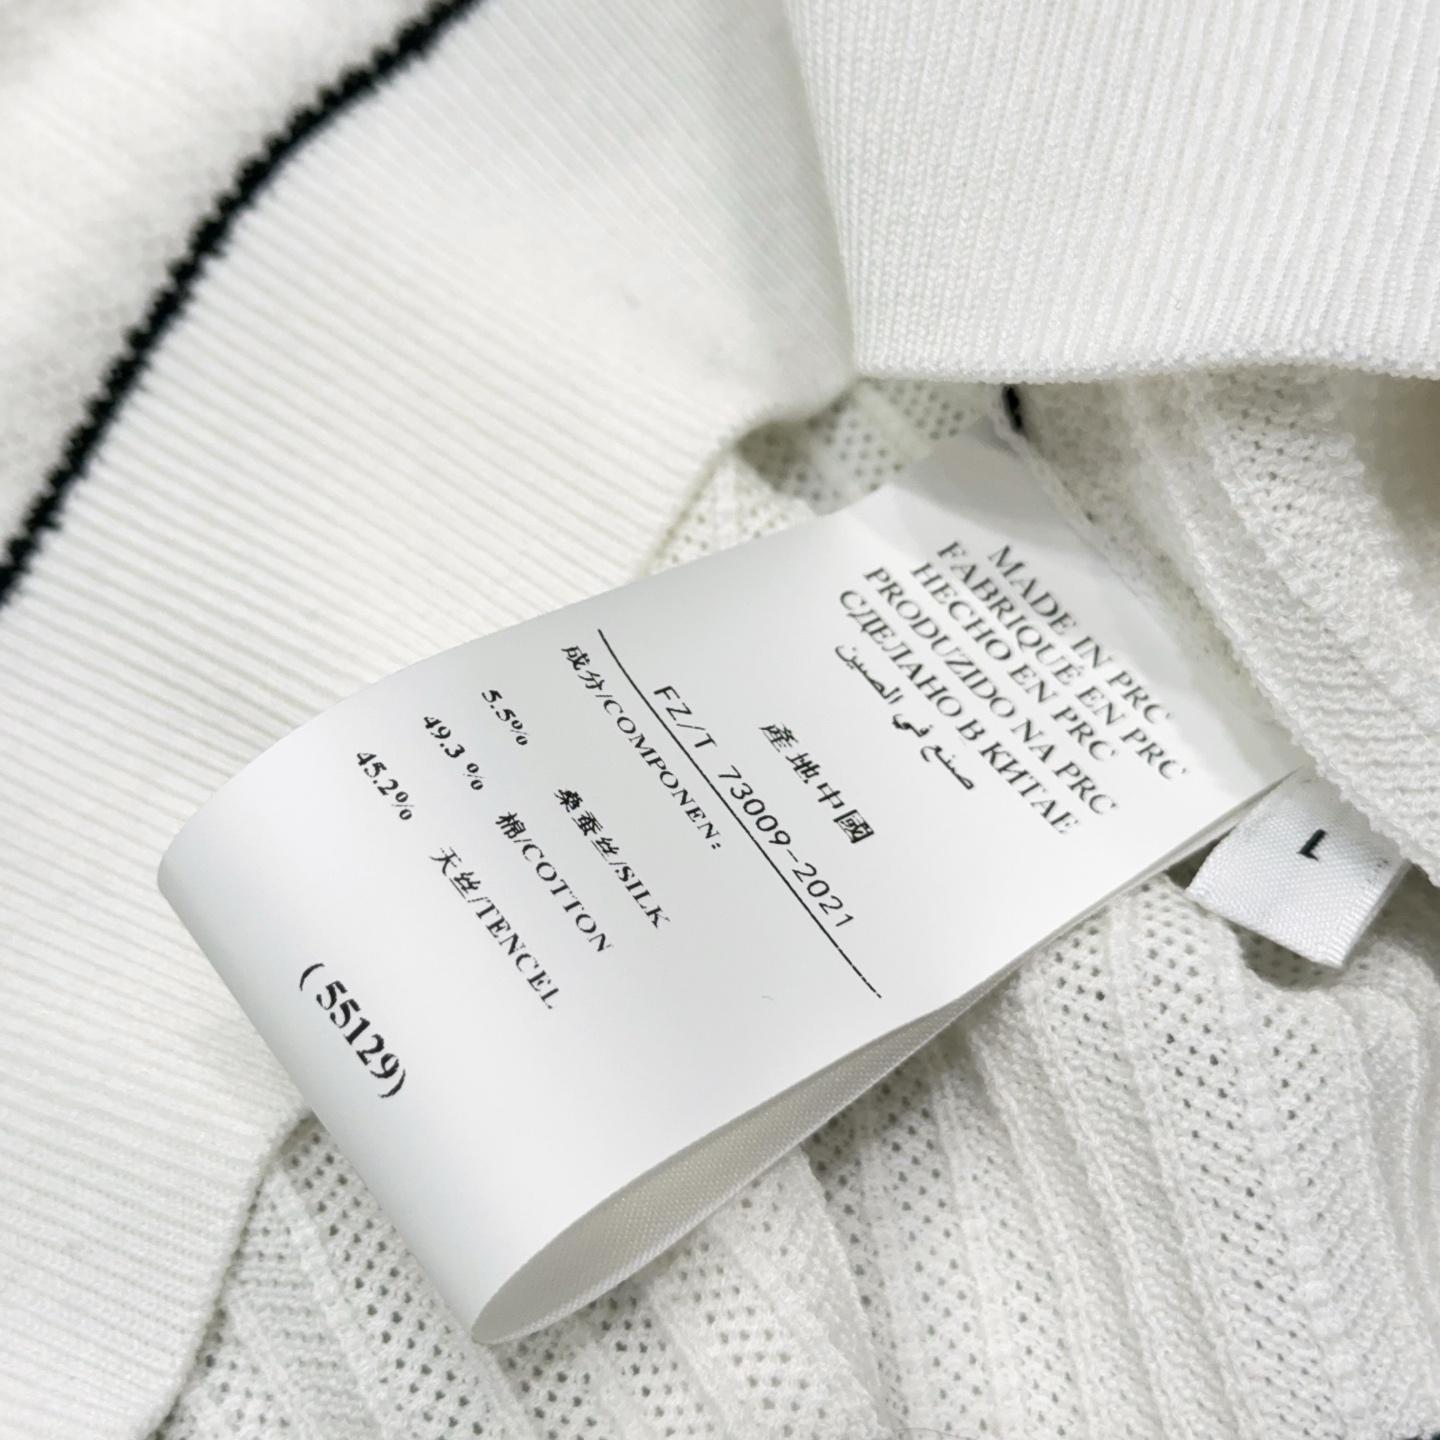 MADE IN PRC
FABRIQUÉ EN PRC
HECHO EN PRC
PRODUZIDO NA PRC
СДЕЛАНО В КИТАЕ
صنع في الصين
產地中國
FZ/T 73009-2021
成分/COMPONEN:
5.5% 桑蚕丝/SILK
49.3% 棉/COTTON
45.2% 天丝/TENCEL
(55129)
1